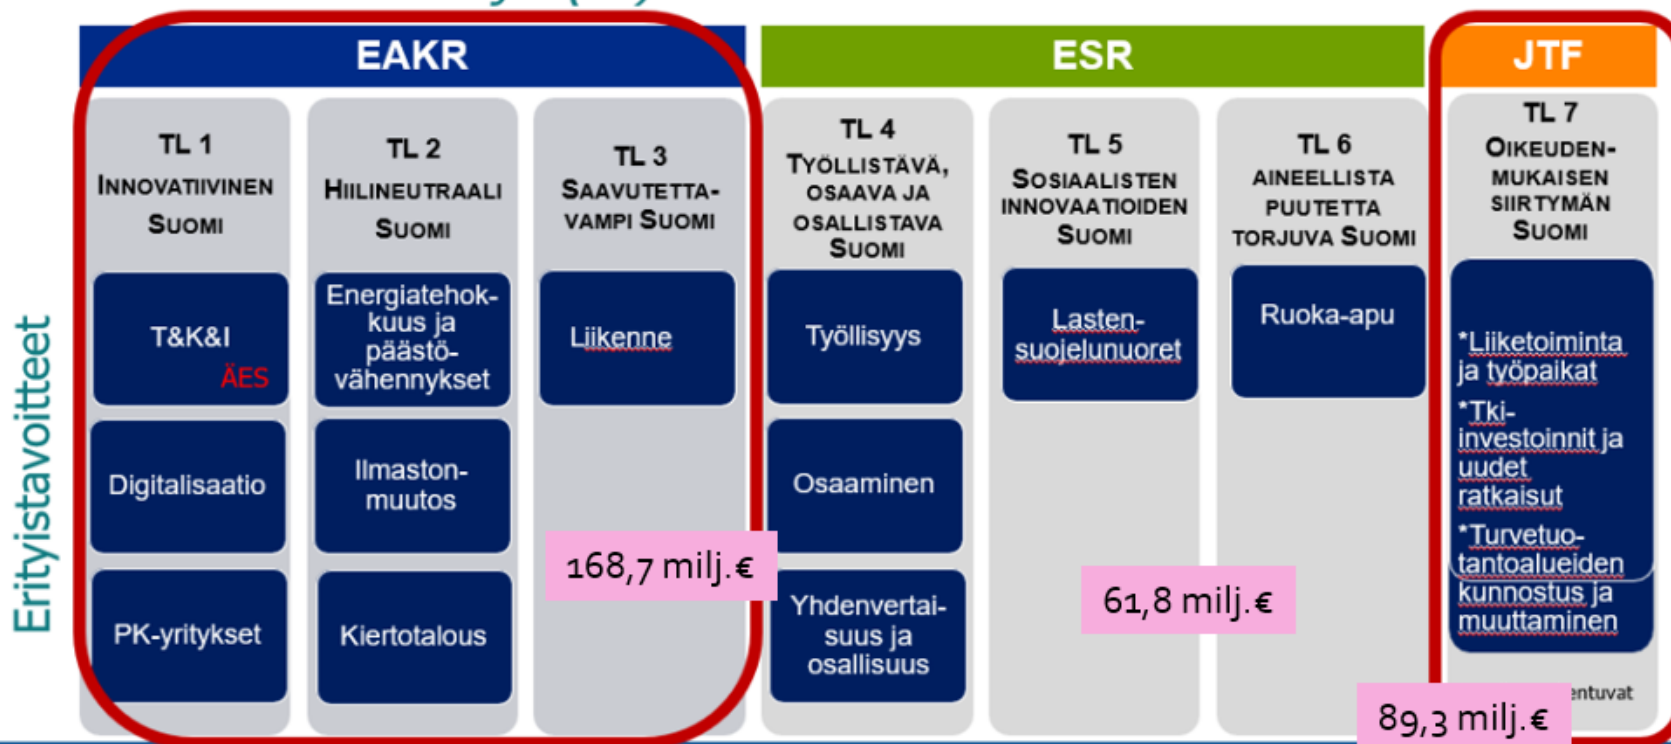 EAKR
ESR
JTF
Erityistavoitteet
TL 1
INNOVATIIVINEN
SUOMI
T&K&I
ÄES
Digitalisaatio
PK-yritykset
TL 2
HIILINEUTRAALI
SUOMI
Energiatehok-
kuus ja
päästö-
vähennykset
Ilmaston-
muutos
Kiertotalous
TL 3
SAAVUTETTA-
VAMPI SUOMI
Liikenne
168,7 milj.€
TL 4
TYÖLLISTÄVÄ,
OSAAVA JA
OSALLISTAVA
SUOMI
Työllisyys
Osaaminen
Yhdenvertai-
suus ja
osallisuus
TL 5
SOSIAALISTEN
INNOVAATIOIDEN
SUOMI
Lasten-
suojelunuoret
61,8 milj.€
TL 6
AINEELLISTA
PUUTETTA
TORJUVA SUOMI
Ruoka-apu
TL 7
OIKEUDEN-
MUKAISEN
SIIRTYMÄN
SUOMI
*Liiketoiminta
ja työpaikat
*Tki-
investoinnit ja
uudet
ratkaisut
*Turvetuo-
tantoalueiden
kunnostus ja
muuttaminen
89,3 milj.€